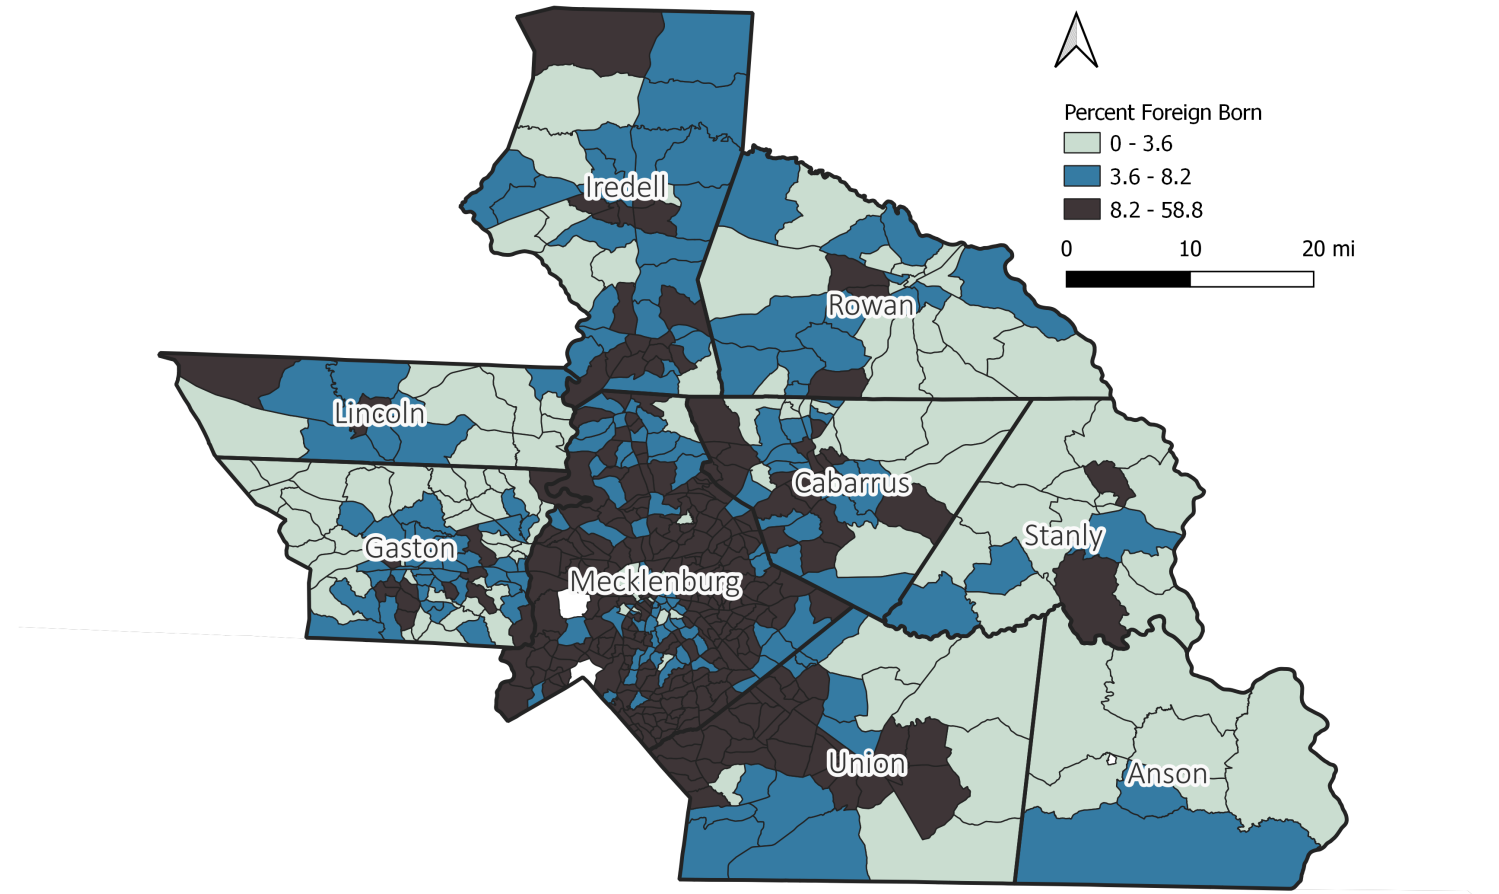 Percent Foreign Born
0 - 3.6
3.6 - 8.2
8.2 - 58.8
0 10 20 mi
Iredell
Rowan
Lincoln
Cabarrus
Stanly
Gaston
Mecklenburg
Union
Anson